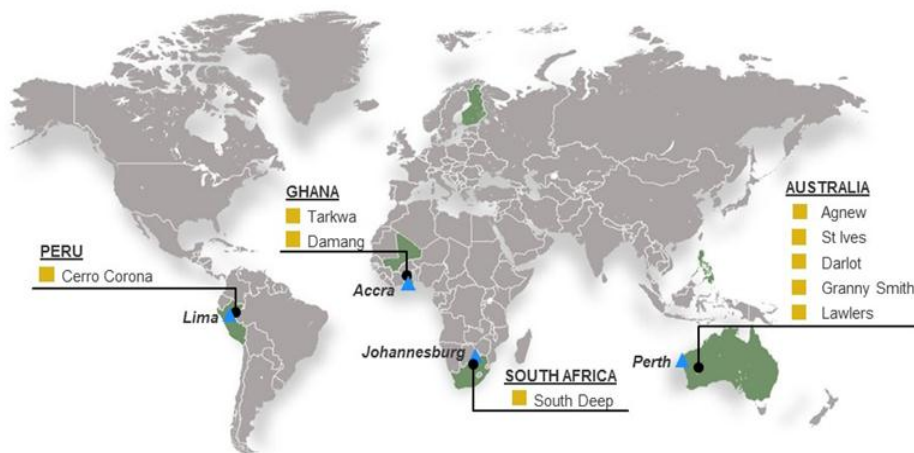 PERU
Cerro Corona
Lima
GHANA
Tarkwa
Damang
Accra
Johannesburg
SOUTH AFRICA
South Deep
AUSTRALIA
Agnew
St Ives
Darlot
Granny Smith
Lawlers
Perth